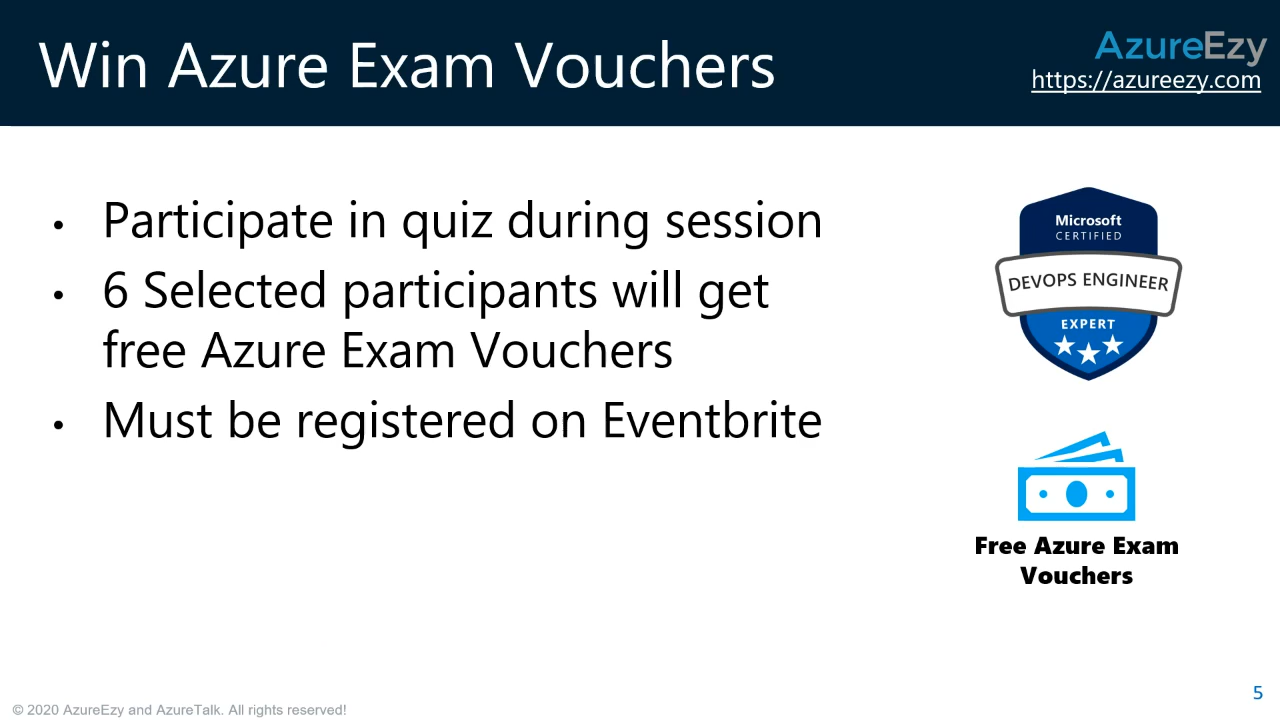 Win Azure Exam Vouchers
AzureEzy
https://azureezy.com
• Participate in quiz during session
• 6 Selected participants will get
free Azure Exam Vouchers
• Must be registered on Eventbrite
Microsoft
CERTIFIED
DEVOPS ENGINEER
EXPERT
Free Azure Exam
Vouchers
© 2020 AzureEzy and AzureTalk. All rights reserved!
5